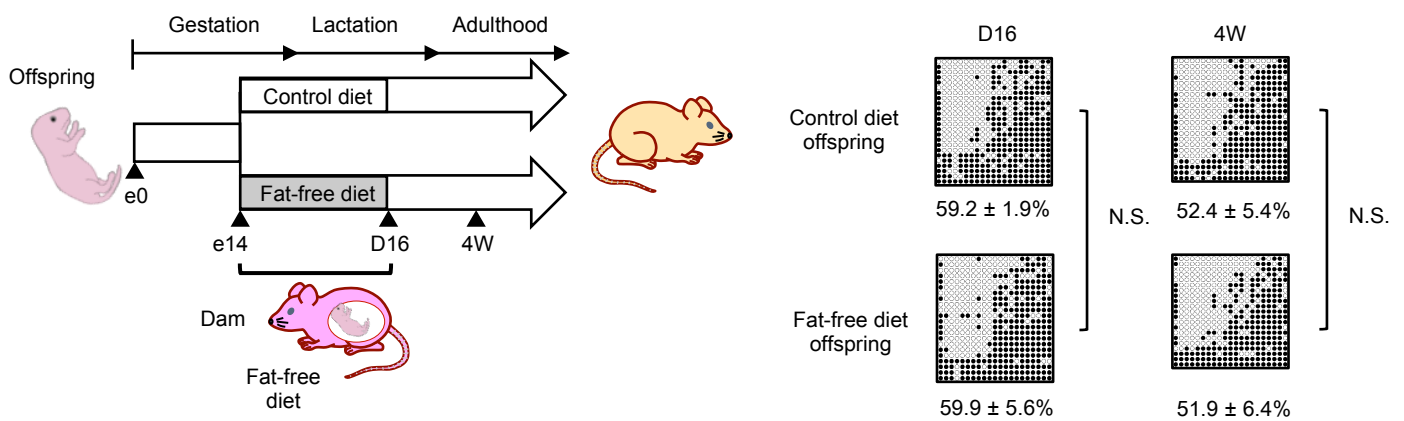 Gestation
Lactation
Adulthood
Offspring
Control diet
e0
Fat-free diet
e14
D16
4W
Dam
Fat-free
diet
D16
4W
Control diet
offspring
59.2 ± 1.9%
N.S.
52.4 ± 5.4%
N.S.
Fat-free diet
offspring
59.9 ± 5.6%
51.9 ± 6.4%